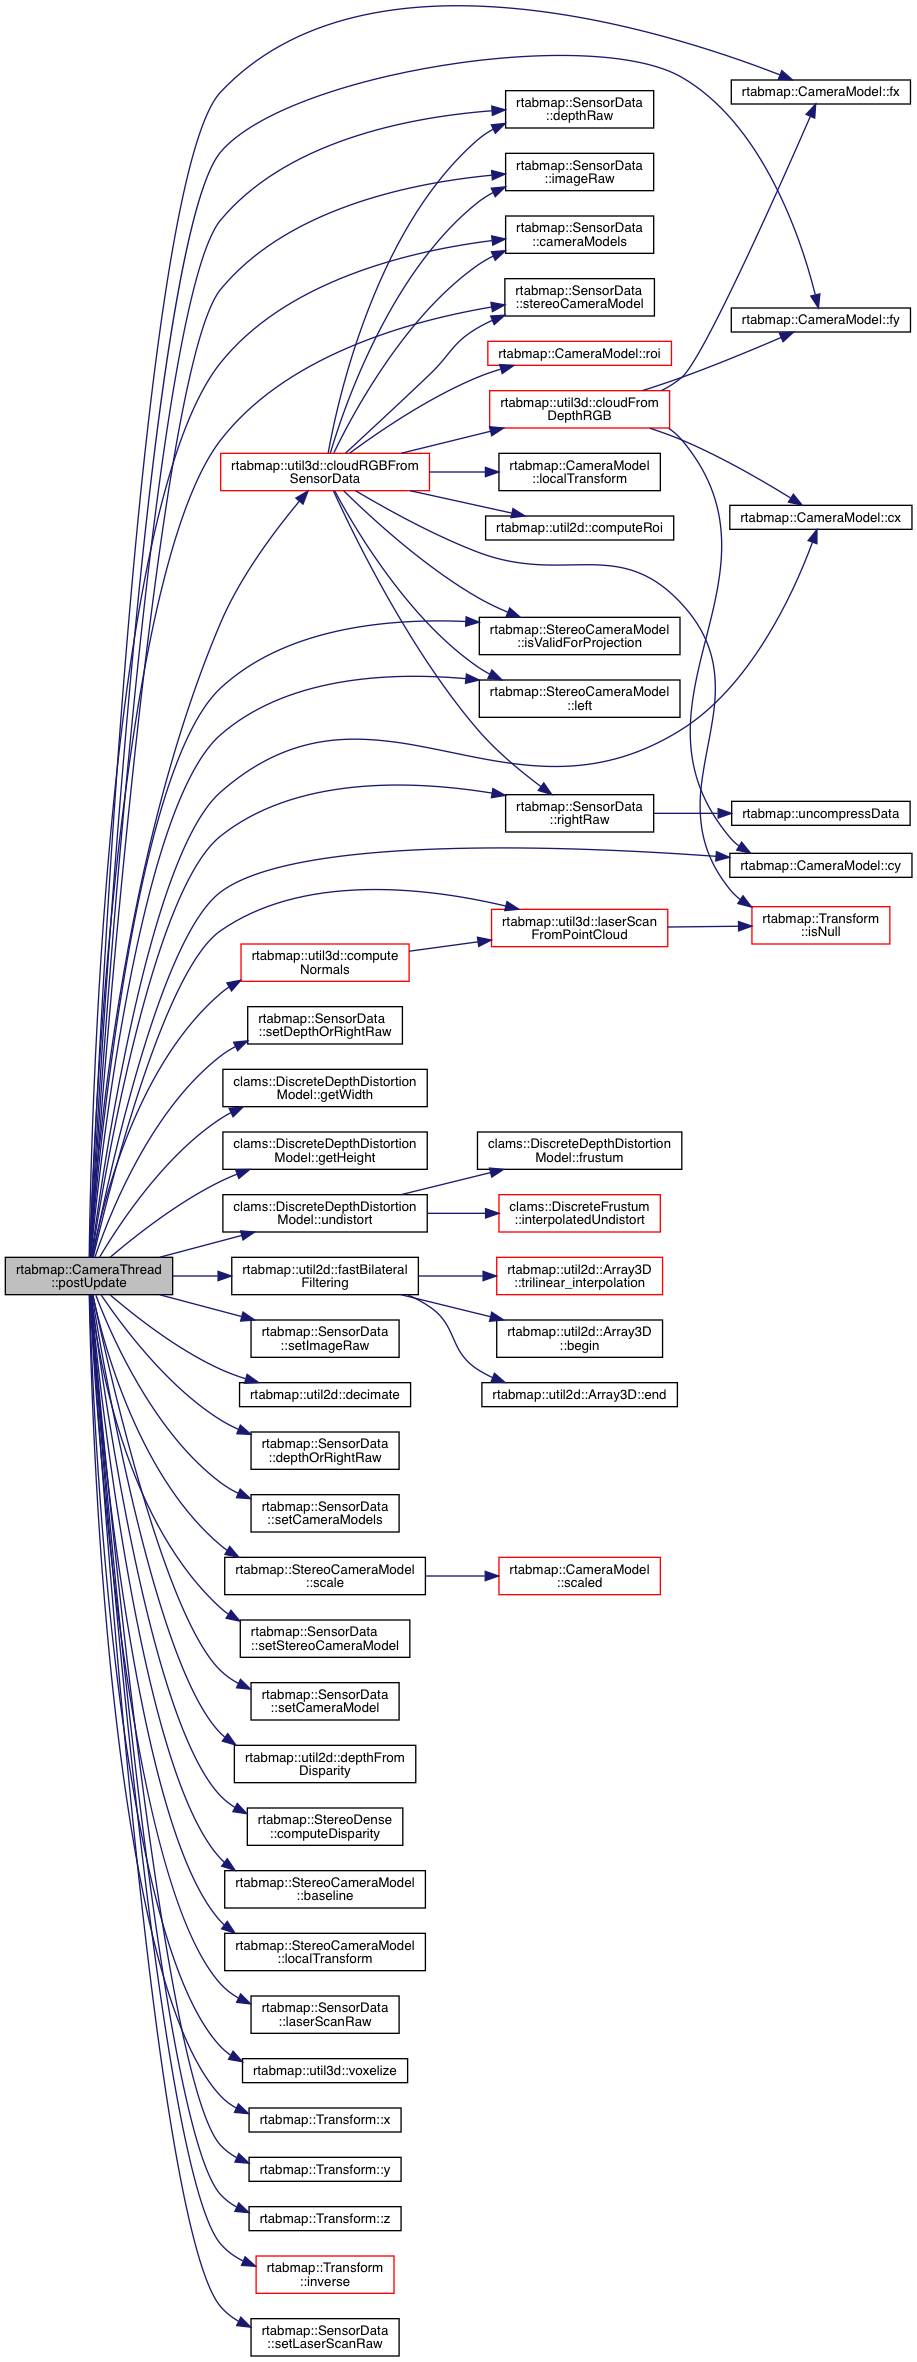 rtabmap::CameraModel::fx
rtabmap::SensorData
::depthRaw
rtabmap::SensorData
::imageRaw
rtabmap::SensorData
::cameraModels
rtabmap::SensorData
::stereoCameraModel
rtabmap::CameraModel::fy
rtabmap::CameraModel::roi
rtabmap::util3d::cloudFrom
DepthRGB
rtabmap::util3d::cloudRGBFrom
SensorData
rtabmap::CameraModel
::localTransform
rtabmap::CameraModel::cx
rtabmap::util2d::computeRoi
rtabmap::StereoCameraModel
::isValidForProjection
rtabmap::StereoCameraModel
::left
rtabmap::SensorData
::rightRaw
rtabmap::uncompressData
rtabmap::CameraModel::cy
rtabmap::util3d::laserScan
FromPointCloud
rtabmap::Transform
::isNull
rtabmap::util3d::compute
Normals
rtabmap::SensorData
::setDepthOrRightRaw
clams::DiscreteDepthDistortion
Model::getWidth
clams::DiscreteDepthDistortion
Model::getHeight
clams::DiscreteDepthDistortion
Model::frustum
clams::DiscreteDepthDistortion
Model::undistort
clams::DiscreteFrustum
::interpolatedUndistort
rtabmap::CameraThread
::postUpdate
rtabmap::util2d::fastBilateral
Filtering
rtabmap::util2d::Array3D
::trilinear_interpolation
rtabmap::SensorData
::setImageRaw
rtabmap::util2d::Array3D
::begin
rtabmap::util2d::decimate
rtabmap::util2d::Array3D::end
rtabmap::SensorData
::depthOrRightRaw
rtabmap::SensorData
::setCameraModels
rtabmap::StereoCameraModel
::scale
rtabmap::CameraModel
::scaled
rtabmap::SensorData
::setStereoCameraModel
rtabmap::SensorData
::setCameraModel
rtabmap::util2d::depthFrom
Disparity
rtabmap::StereoDense
::computeDisparity
rtabmap::StereoCameraModel
::baseline
rtabmap::StereoCameraModel
::localTransform
rtabmap::SensorData
::laserScanRaw
rtabmap::util3d::voxelize
rtabmap::Transform::x
rtabmap::Transform::y
rtabmap::Transform::z
rtabmap::Transform
::inverse
rtabmap::SensorData
::setLaserScanRaw